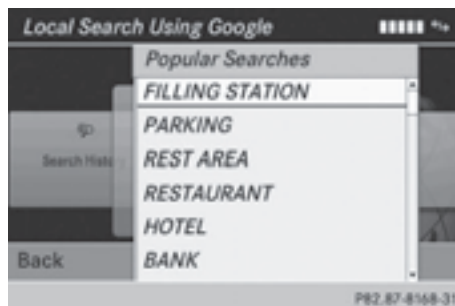 Local Search Using Google
Popular Searches
FILLING STATION
PARKING
REST AREA
Search Histo
RESTAURANT
HOTEL
Back
BANK
P82.87-8168-31